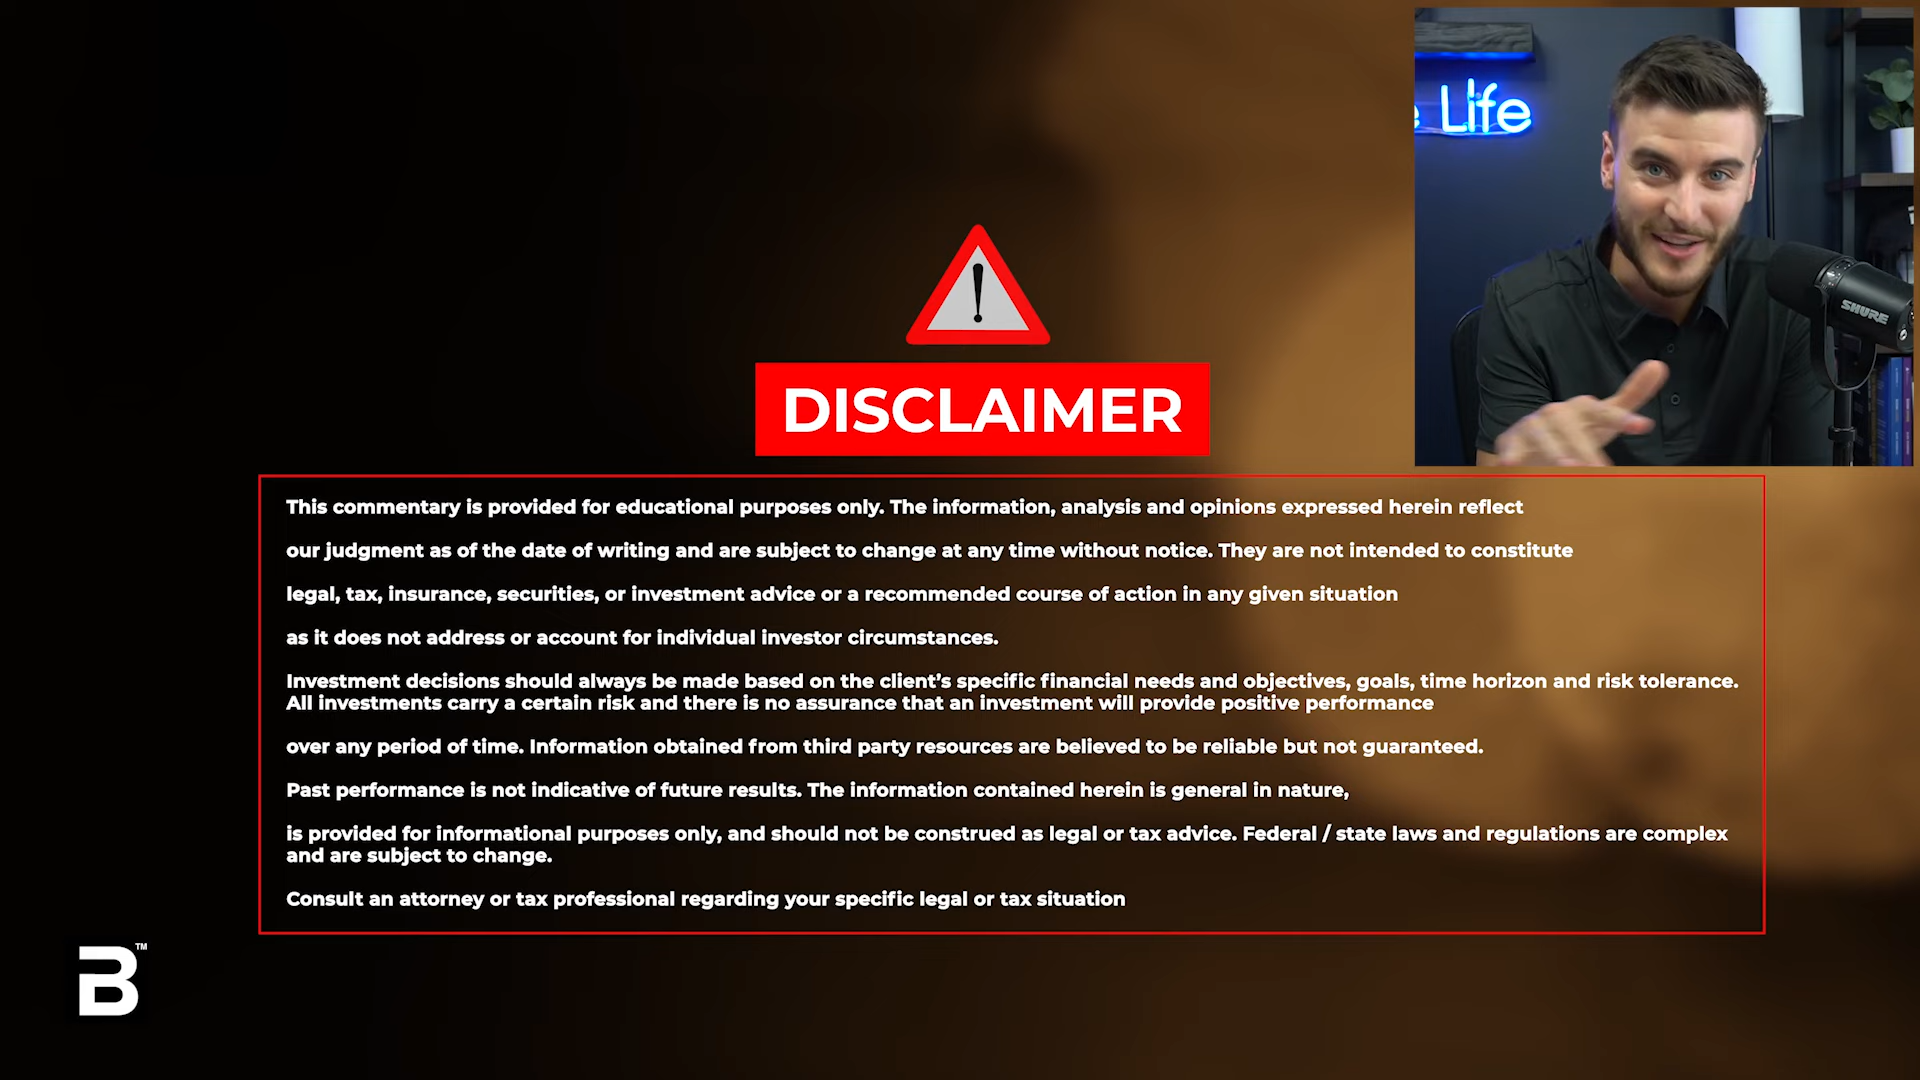 e Life
SHURE
DISCLAIMER
This commentary is provided for educational purposes only. The information, analysis and opinions expressed herein reflect
our judgment as of the date of writing and are subject to change at any time without notice. They are not intended to constitute
legal, tax, insurance, securities, or investment advice or a recommended course of action in any given situation
as it does not address or account for individual investor circumstances.
Investment decisions should always be made based on the client’s specific financial needs and objectives, goals, time horizon and risk tolerance.
All investments carry a certain risk and there is no assurance that an investment will provide positive performance
over any period of time. Information obtained from third party resources are believed to be reliable but not guaranteed.
Past performance is not indicative of future results. The information contained herein is general in nature,
is provided for informational purposes only, and should not be construed as legal or tax advice. Federal / state laws and regulations are complex
and are subject to change.
Consult an attorney or tax professional regarding your specific legal or tax situation
B™